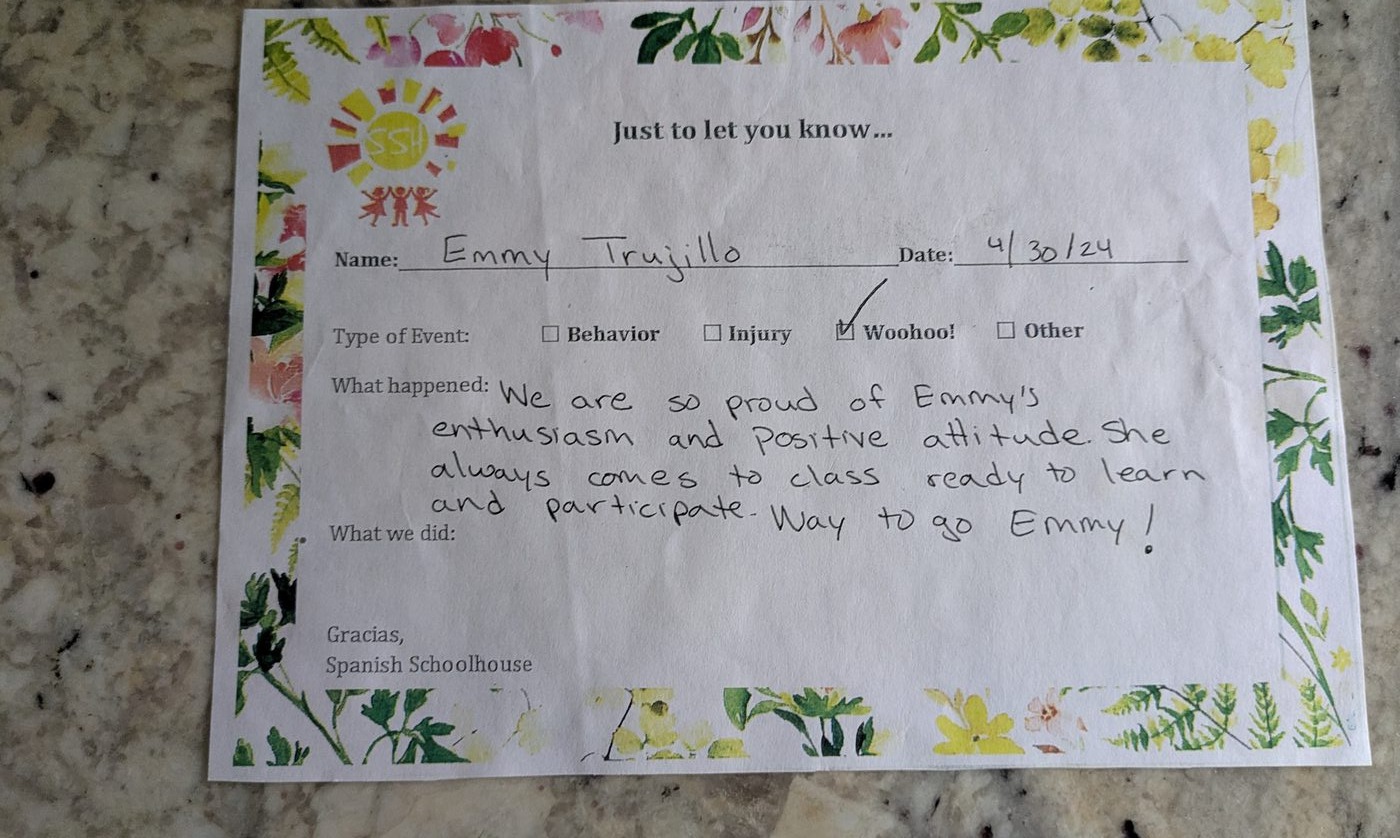 SSH
Just to let you know...
Name: Emmy Trujillo Date: 4/30/24
Type of Event: ☐ Behavior ☐ Injury ☑ Woohoo! ☐ Other
What happened: We are so proud of Emmy's
enthusiasm and positive attitude. She
always comes to class ready to learn
and participate. Way to go Emmy!
What we did:
Gracias,
Spanish Schoolhouse